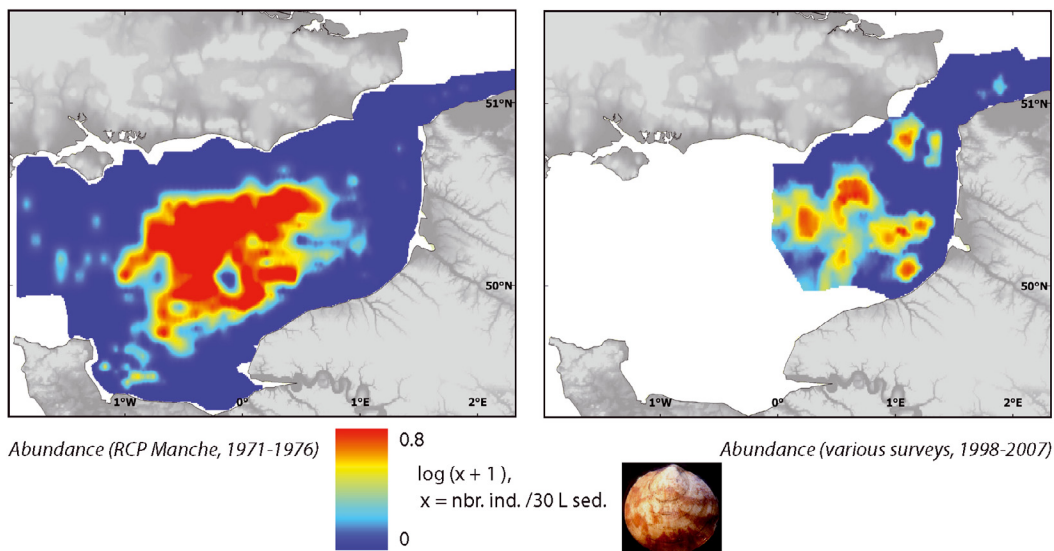 51°N
50°N
1°W
0°
1°E
2°E
51°N
50°N
1°W
0°
1°E
2°E
Abundance (RCP Manche, 1971-1976)
0.8
log (x + 1),
x = nbr. ind. /30 L sed.
0
Abundance (various surveys, 1998-2007)